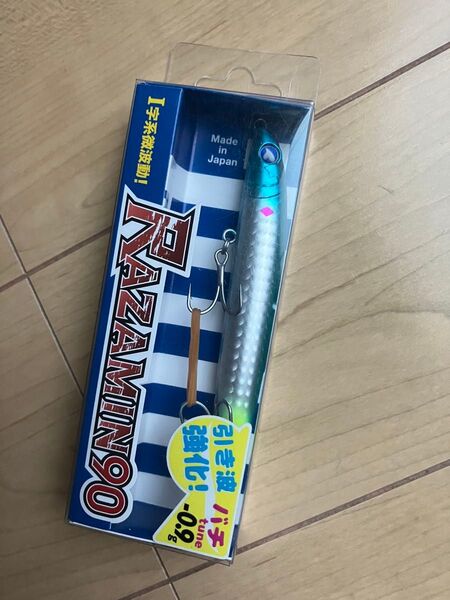 I字系微波動!
RAZAMIN90
Made
in
Japan
引き波
強化!
バチ
tune
-0.9g